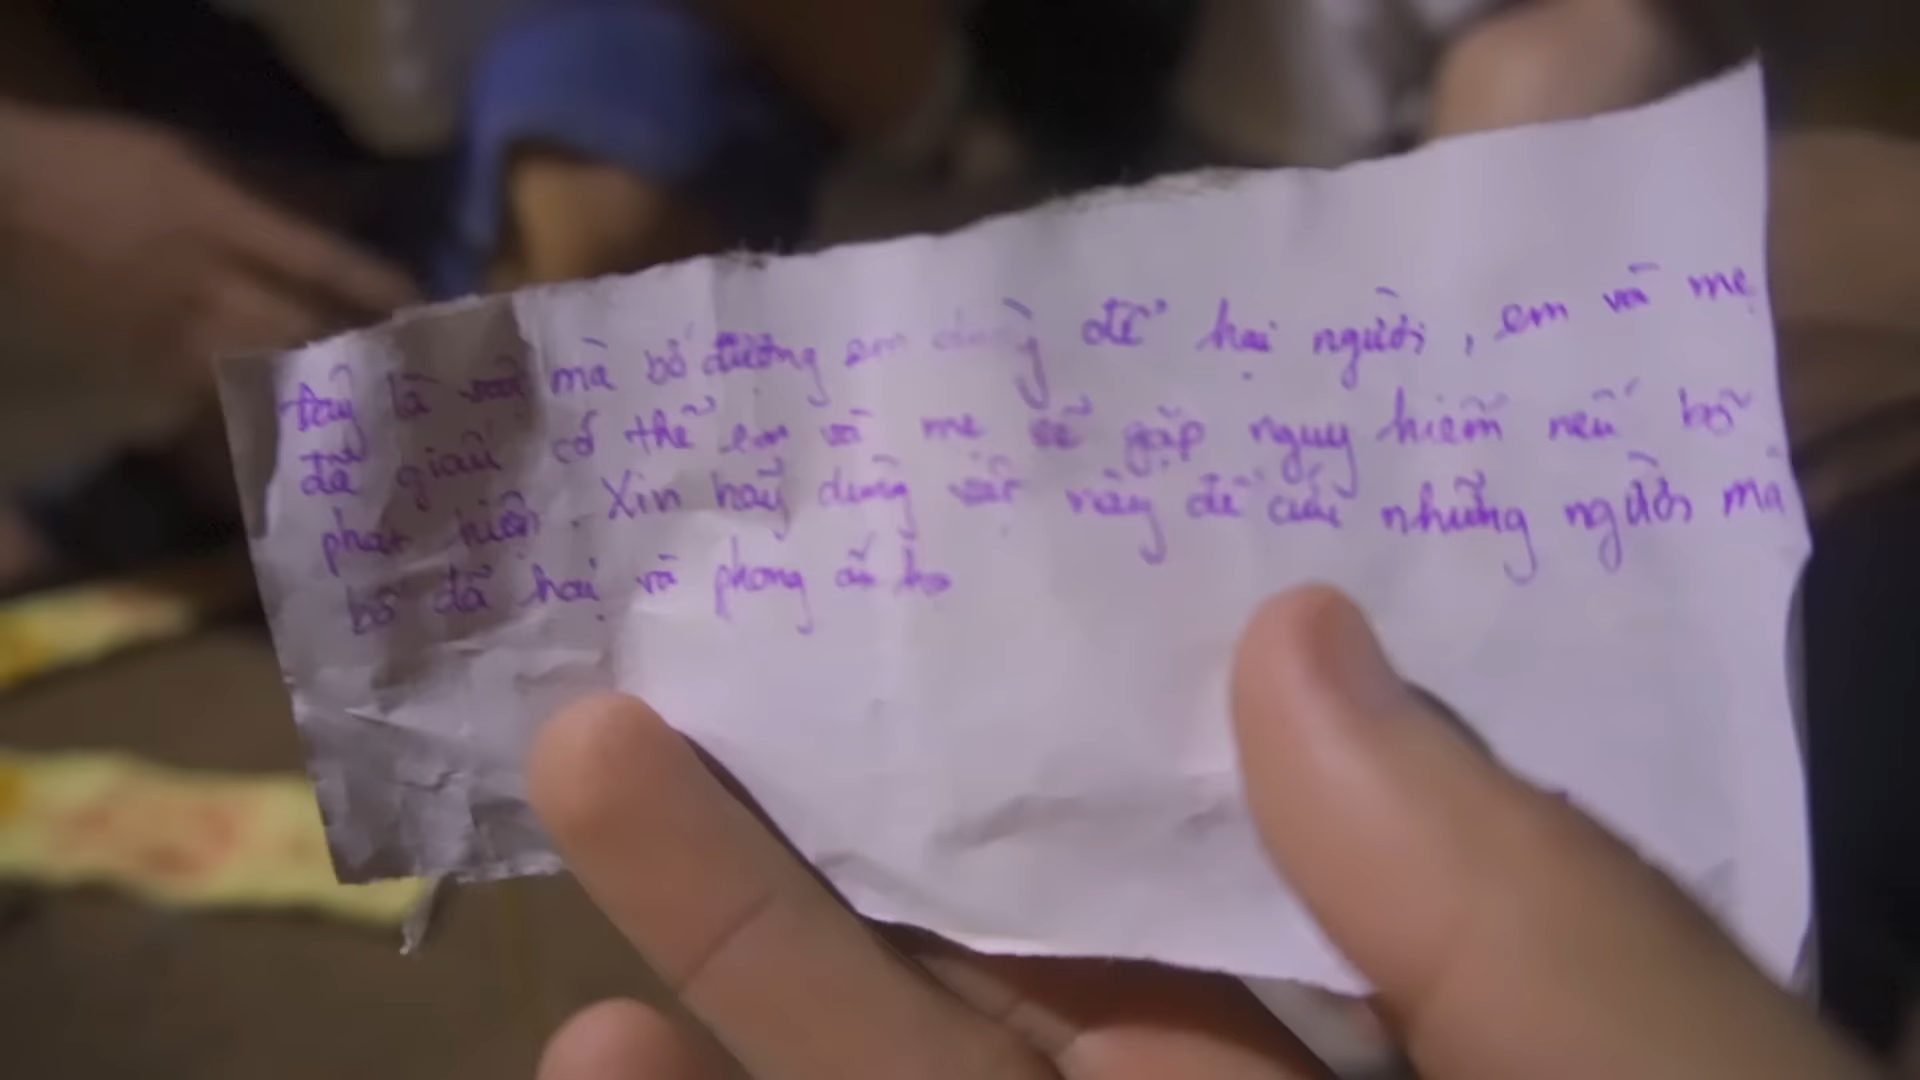 Đây là mà bố dượng em dùng để hại người, em và mẹ
đã giấu có thể em và mẹ sẽ gặp nguy hiểm nếu bố
phát hiện. Xin hãy dùng vật này để cứu những người mà
bố đã hại và phong ấn họ